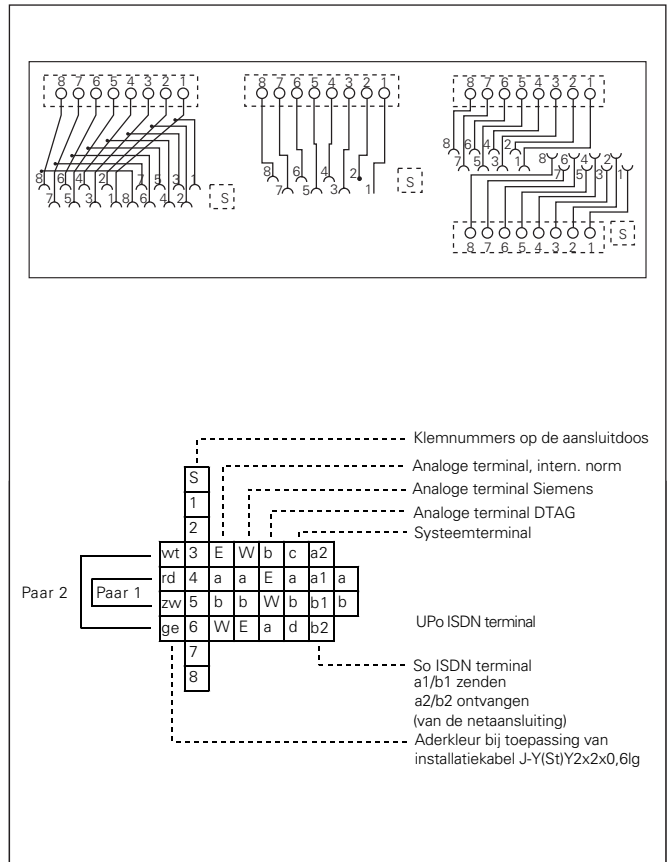 8 7 6 5 4 3 2 1
8 7 6 5 4 3 2 1
8 7 6 5 4 3 2 1
8 6 4 2 7 5 3 1
7 5 3 1 8 6 4 2
S
8 6 4 2
7 5 3 1
S
8 6 4 2
7 5 3 1
8 6 4 2
7 5 3 1
8 7 6 5 4 3 2 1
S
Klemnummers op de aansluitdoos
Analoge terminal, intern. norm
Analoge terminal Siemens
Analoge terminal DTAG
Systeemterminal
S
1
2
wt 3 E W b c a2
rd 4 a a E a a1 a
zw 5 b b W b b1 b
ge 6 W E a d b2
7
8
Paar 2
Paar 1
UPo ISDN terminal
So ISDN terminal
a1/b1 zenden
a2/b2 ontvangen
(van de netaansluiting)
Aderkleur bij toepassing van
installatiekabel J-Y(St)Y2x2x0,6lg